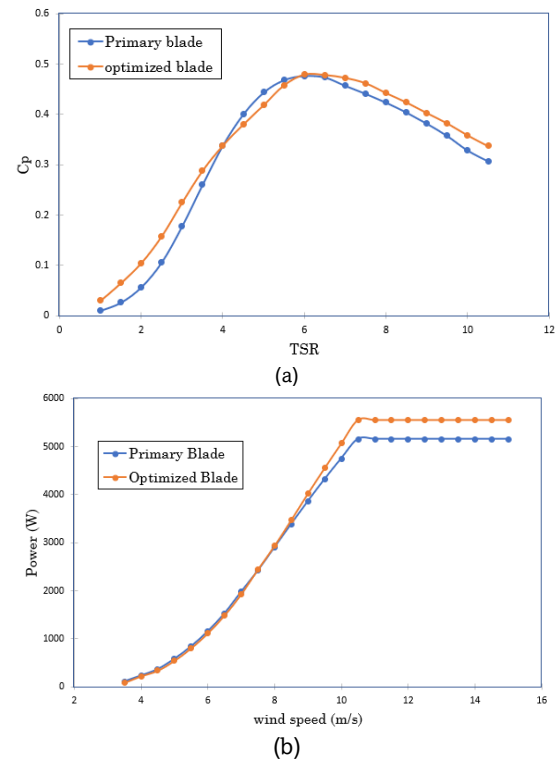 0.6
Primary blade
optimized blade
0.5
0.4
0.3
0.2
0.1
0
Cp
0 2 4 6 8 10 12
TSR
(a)
6000
5000
4000
3000
2000
1000
0
Primary Blade
Optimized Blade
Power (W)
2 4 6 8 10 12 14 16
wind speed (m/s)
(b)